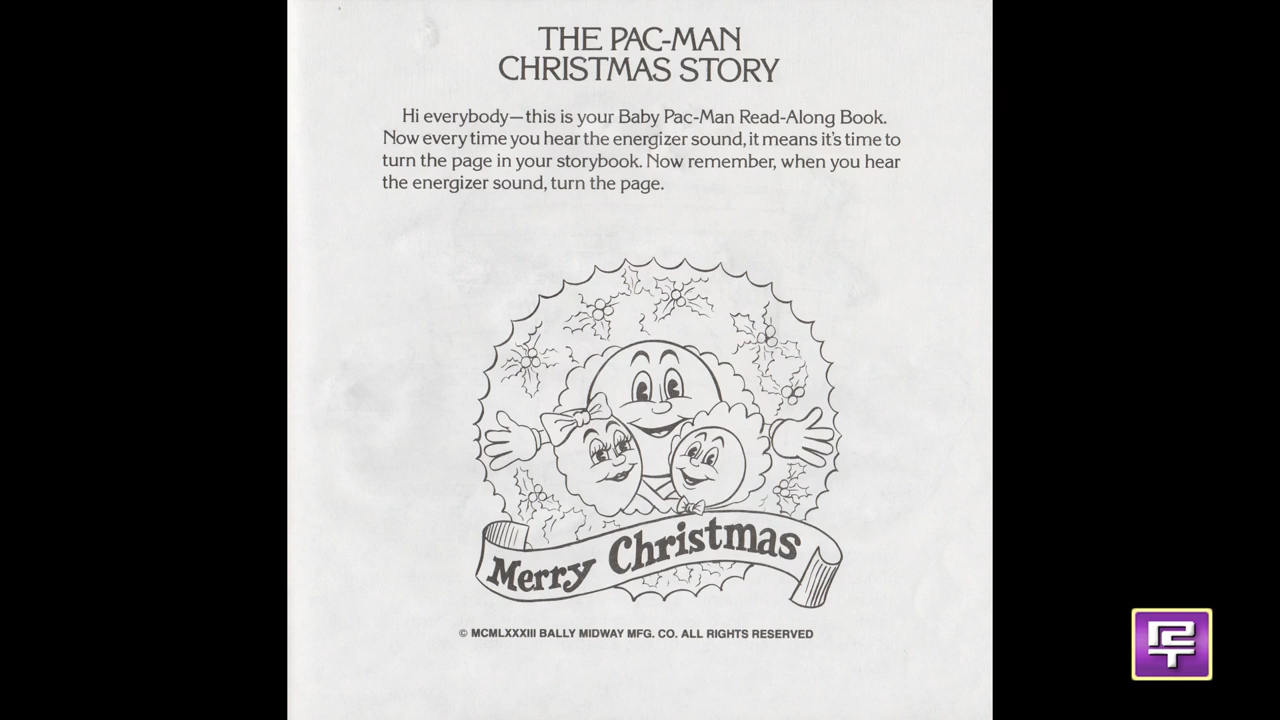 THE PAC-MAN
CHRISTMAS STORY
Hi everybody—this is your Baby Pac-Man Read-Along Book.
Now every time you hear the energizer sound, it means it's time to
turn the page in your storybook. Now remember, when you hear
the energizer sound, turn the page.
Merry Christmas
© MCMLXXXIII BALLY MIDWAY MFG. CO. ALL RIGHTS RESERVED